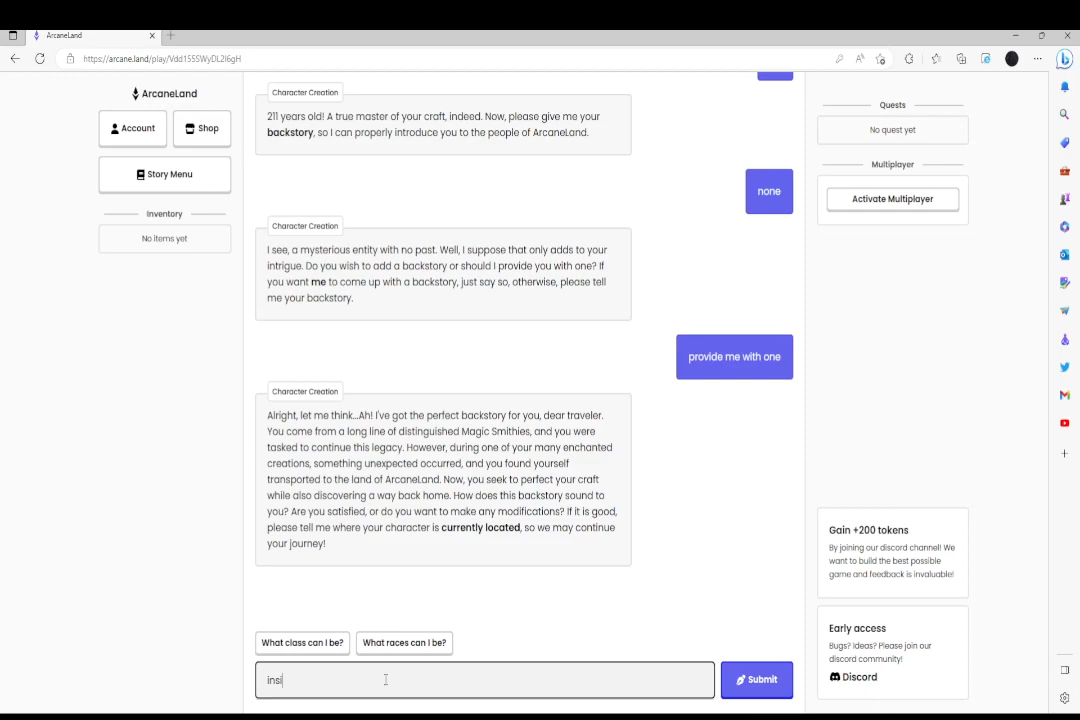 ArcaneLand
https://arcane.land/play/Vdd155SWyDL2I6gH
ArcaneLand
Account
Shop
Story Menu
Inventory
No items yet
Character Creation
211 years old! A true master of your craft, indeed. Now, please give me your
backstory, so I can properly introduce you to the people of ArcaneLand.
none
Character Creation
I see, a mysterious entity with no past. Well, I suppose that only adds to your
intrigue. Do you wish to add a backstory or should I provide you with one? If
you want me to come up with a backstory, just say so, otherwise, please tell
me your backstory.
provide me with one
Character Creation
Alright, let me think...Ah! I've got the perfect backstory for you, dear traveler.
You come from a long line of distinguished Magic Smithies, and you were
tasked to continue this legacy. However, during one of your many enchanted
creations, something unexpected occurred, and you found yourself
transported to the land of ArcaneLand. Now, you seek to perfect your craft
while also discovering a way back home. How does this backstory sound to
you? Are you satisfied, or do you want to make any modifications? If it is good,
please tell me where your character is currently located, so we may continue
your journey!
What class can I be?
What races can I be?
insi
Submit
Quests
No quest yet
Multiplayer
Activate Multiplayer
Gain +200 tokens
By joining our discord channel! We
want to build the best possible
game and feedback is invaluable!
Early access
Bugs? Ideas? Please join our
discord community!
Discord